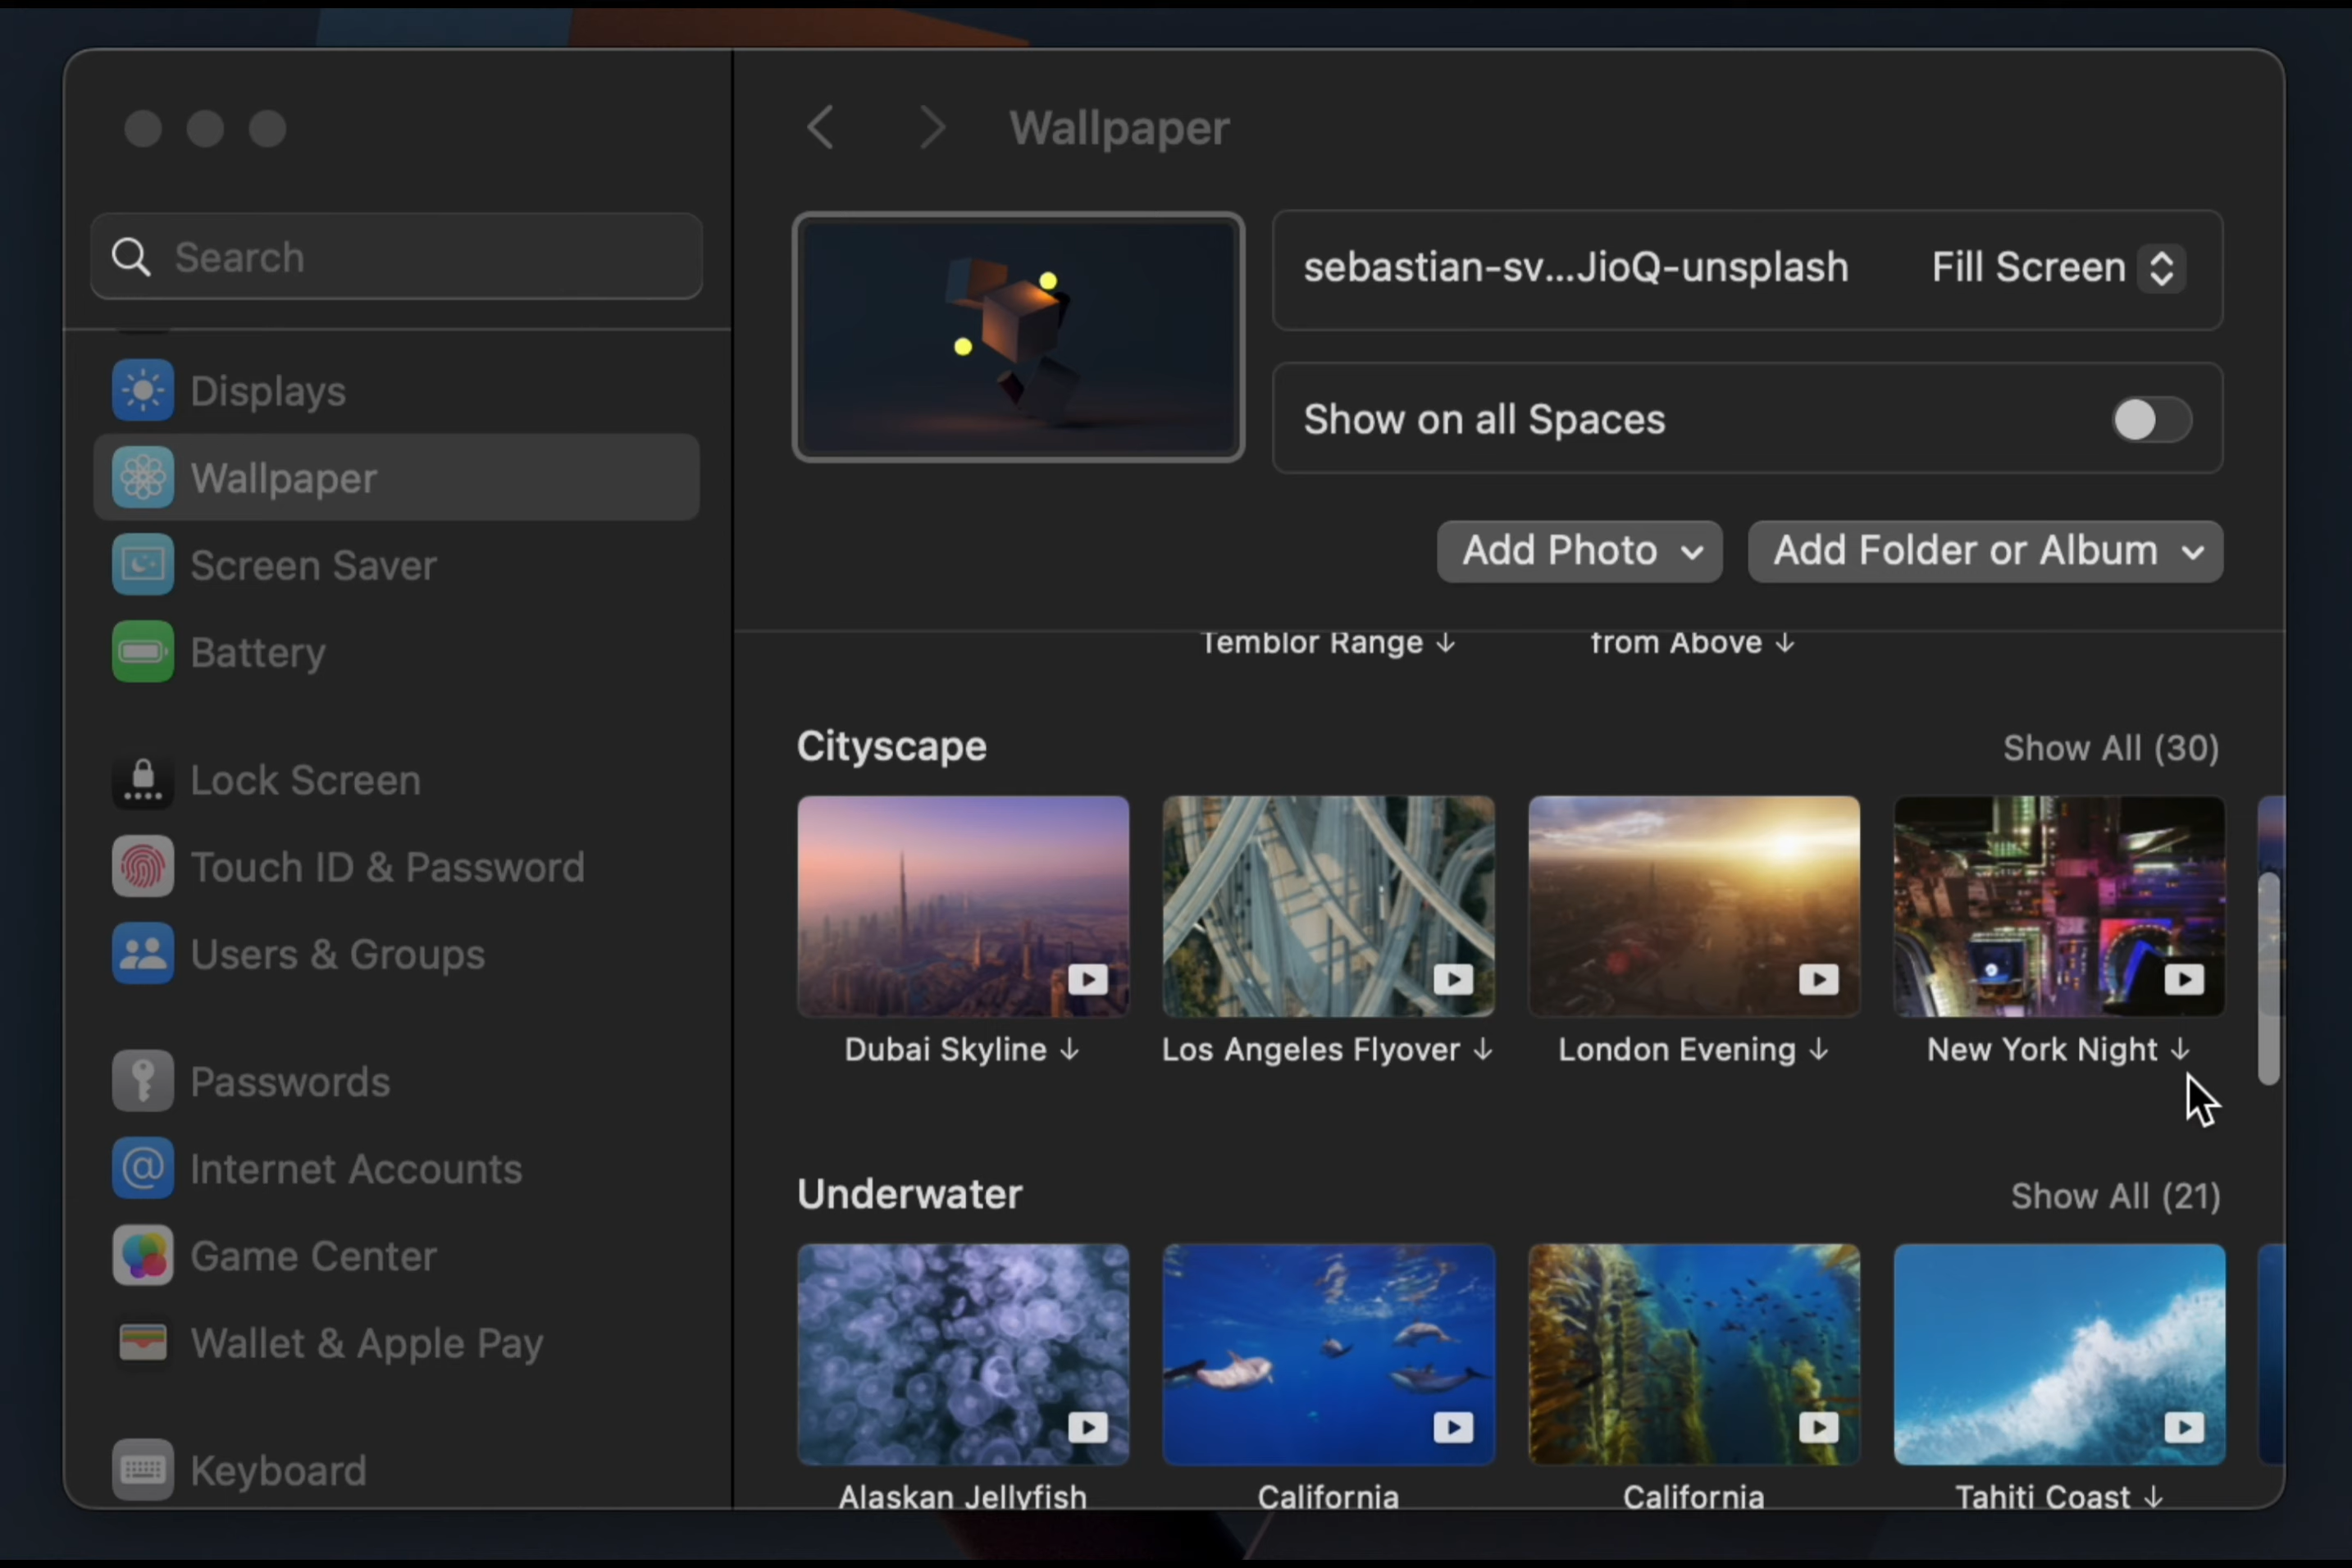 Wallpaper
Search
Displays
Wallpaper
Screen Saver
Battery
Lock Screen
Touch ID & Password
Users & Groups
Passwords
Internet Accounts
Game Center
Wallet & Apple Pay
Keyboard
sebastian-sv...JioQ-unsplash Fill Screen
Show on all Spaces
Add Photo Add Folder or Album
Temblor Range ↓ from Above ↓
Cityscape Show All (30)
Dubai Skyline ↓ Los Angeles Flyover ↓ London Evening ↓ New York Night ↓
Underwater Show All (21)
Alaskan Jellyfish California California Tahiti Coast ↓